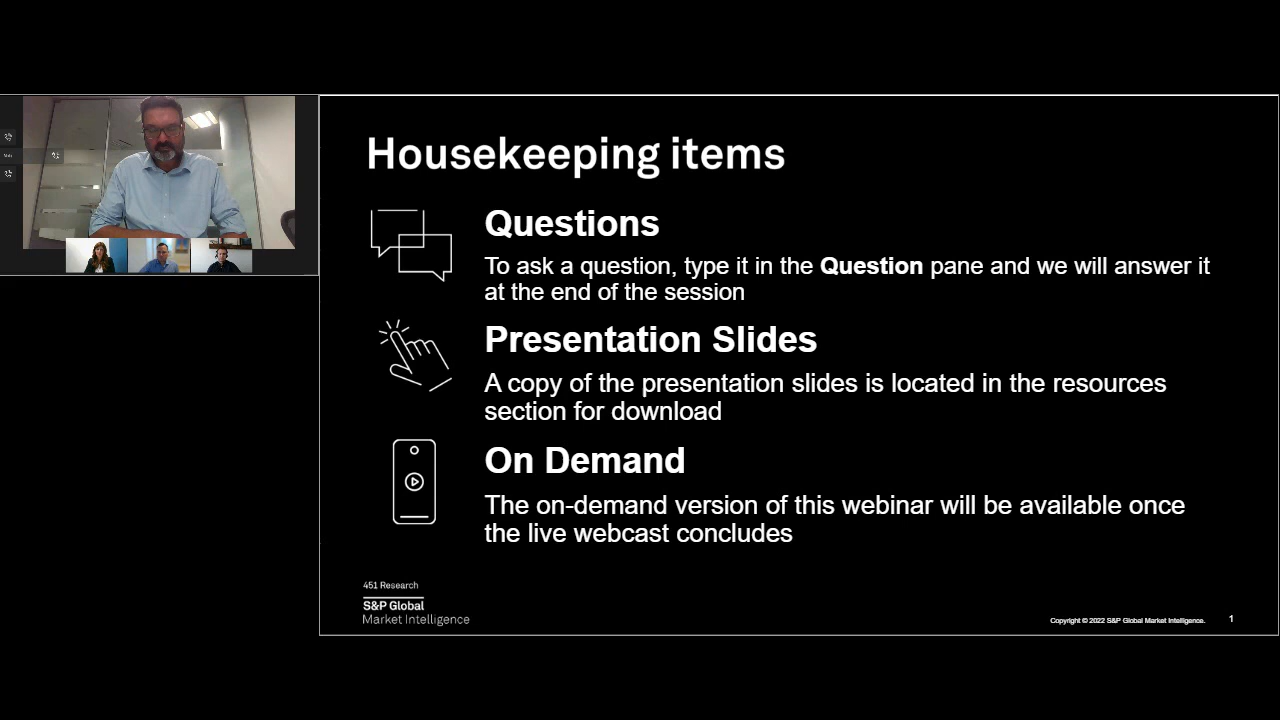 Housekeeping items
Questions
To ask a question, type it in the Question pane and we will answer it
at the end of the session
Presentation Slides
A copy of the presentation slides is located in the resources
section for download
On Demand
The on-demand version of this webinar will be available once
the live webcast concludes
451 Research
S&P Global
Market Intelligence
Copyright © 2022 S&P Global Market Intelligence.
1